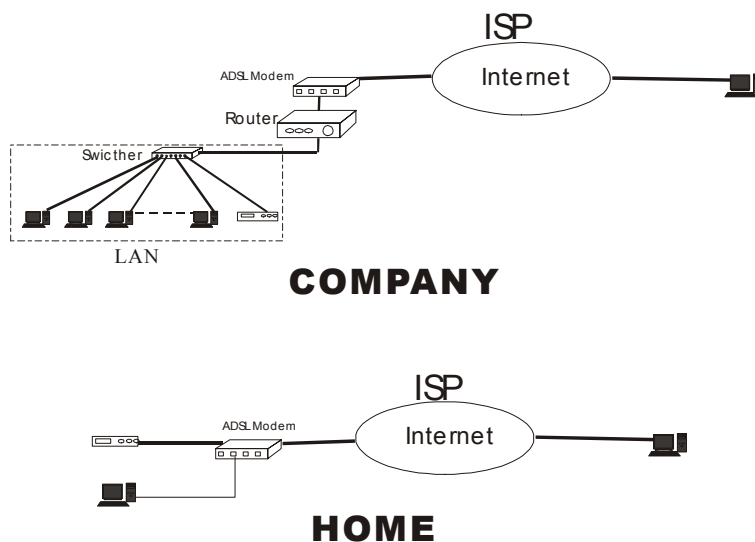 ISP
ADSL Modem
Internet
Router
Swicther
LAN
COMPANY
ISP
ADSL Modem
Internet
HOME